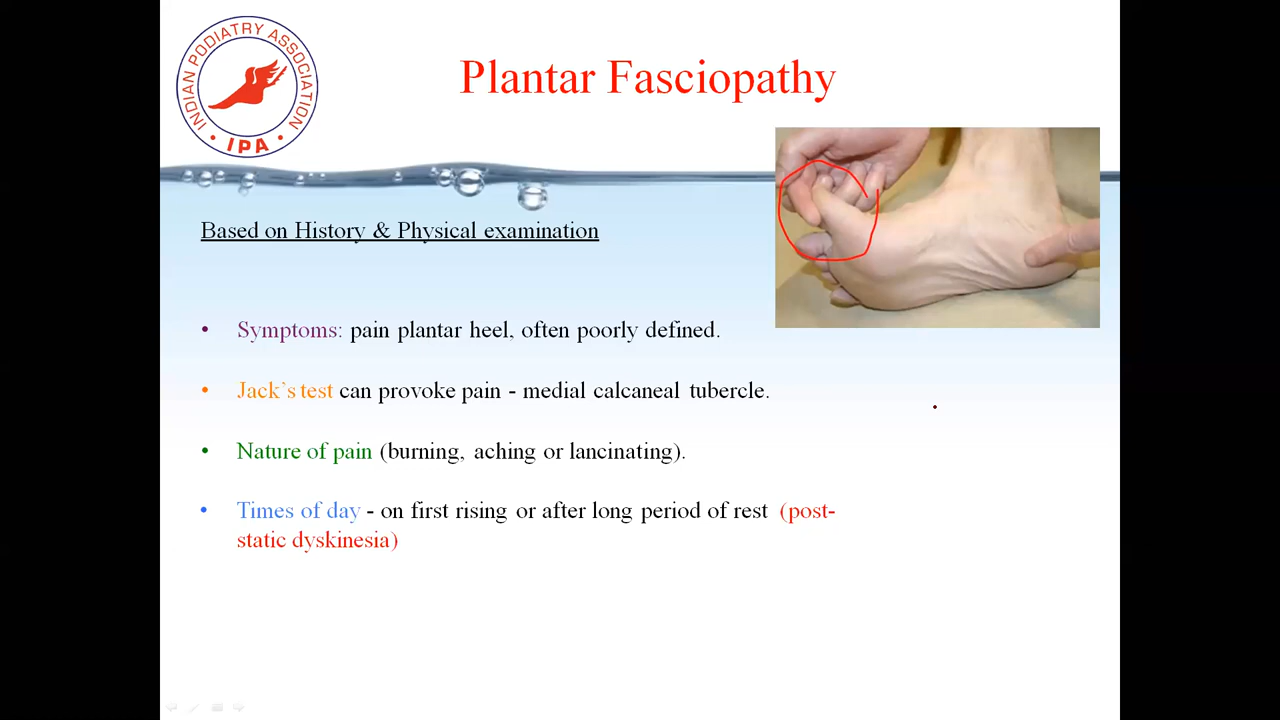 INDIAN PODIATRY ASSOCIATION
• IPA •
Plantar Fasciopathy
Based on History & Physical examination
• Symptoms: pain plantar heel, often poorly defined.
• Jack's test can provoke pain - medial calcaneal tubercle.
• Nature of pain (burning, aching or lancinating).
• Times of day - on first rising or after long period of rest (post-
static dyskinesia)